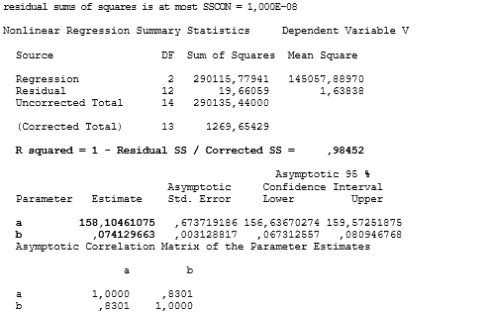 residual sums of squares is at most SSCON = 1,000E-08
Nonlinear Regression Summary Statistics Dependent Variable V
Source DF Sum of Squares Mean Square
Regression 2 290115,77941 145057,88970
Residual 12 19,66059 1,63838
Uncorrected Total 14 290135,44000
(Corrected Total) 13 1269,65429
R squared = 1 - Residual SS / Corrected SS = ,98452
Asymptotic 95 %
Asymptotic Confidence Interval
Parameter Estimate Std. Error Lower Upper
a 158,10461075 ,673719186 156,63670274 159,57251875
b ,074129663 ,003128817 ,067312557 ,080946768
Asymptotic Correlation Matrix of the Parameter Estimates
a b
a 1,0000 ,8301
b ,8301 1,0000